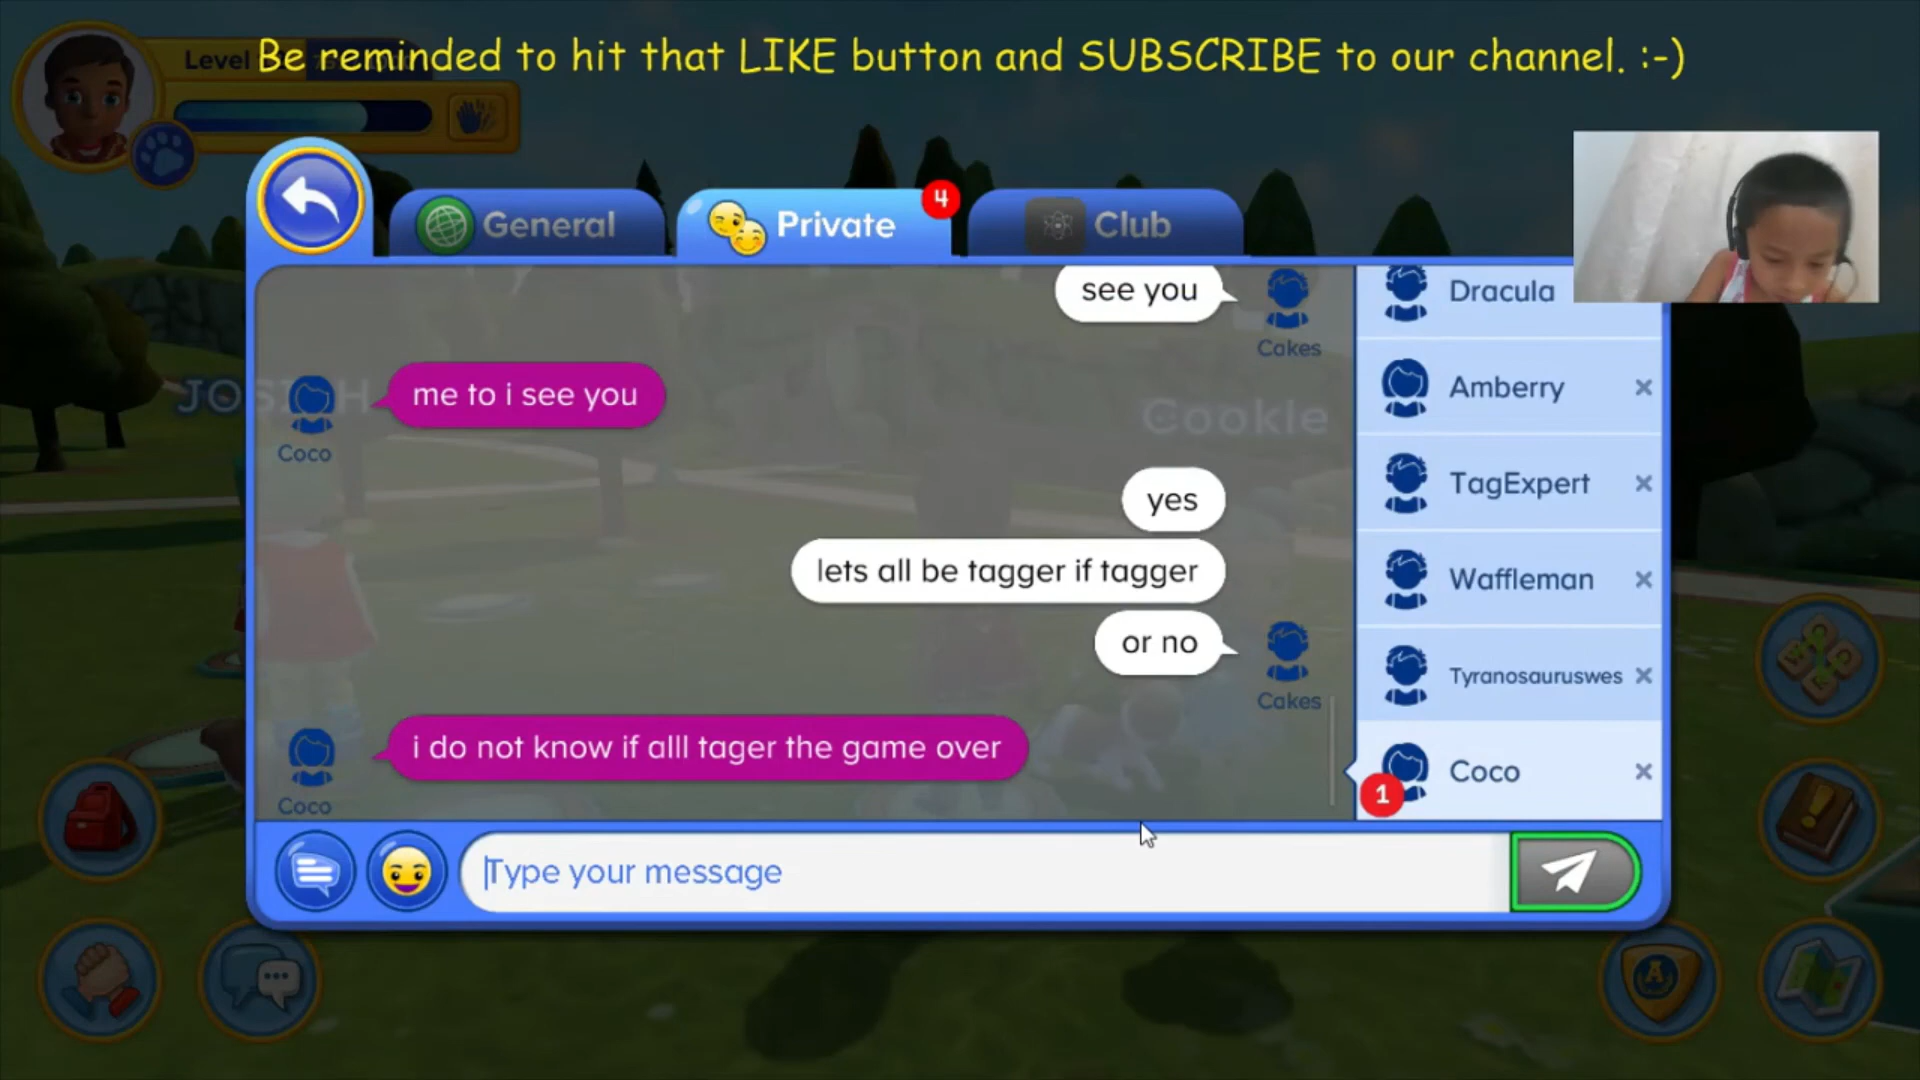 Be reminded to hit that LIKE button and SUBSCRIBE to our channel. :-)
Level
General
Private
4
Club
see you
Cakes
me to i see you
Coco
Cookie
yes
lets all be tagger if tagger
or no
Cakes
i do not know if alll tager the game over
Coco
Dracula
Amberry
TagExpert
Waffleman
Tyranosauruswes
Coco
1
Type your message